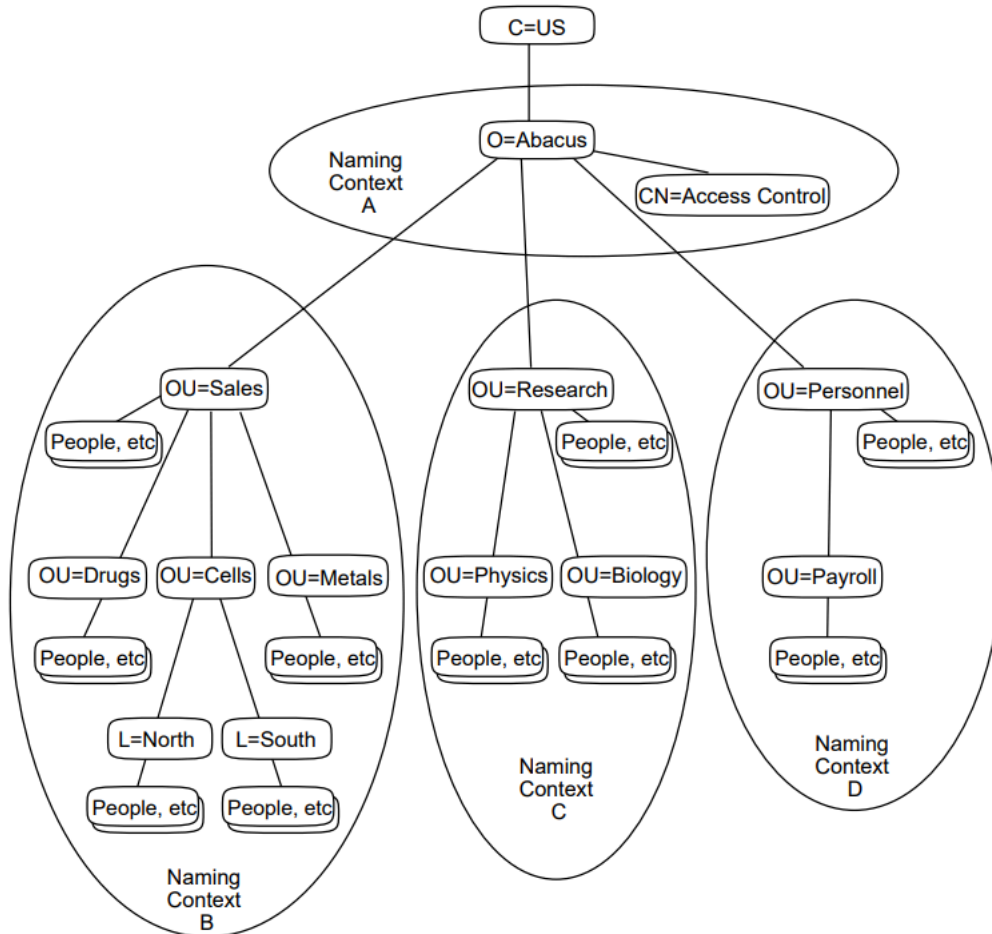 C=US
O=Abacus
Naming
Context
A
CN=Access Control
OU=Sales
People, etc
OU=Drugs
OU=Cells
OU=Metals
People, etc
People, etc
L=North
L=South
People, etc
People, etc
Naming
Context
B
OU=Research
People, etc
OU=Physics
OU=Biology
People, etc
People, etc
Naming
Context
C
OU=Personnel
People, etc
OU=Payroll
People, etc
Naming
Context
D